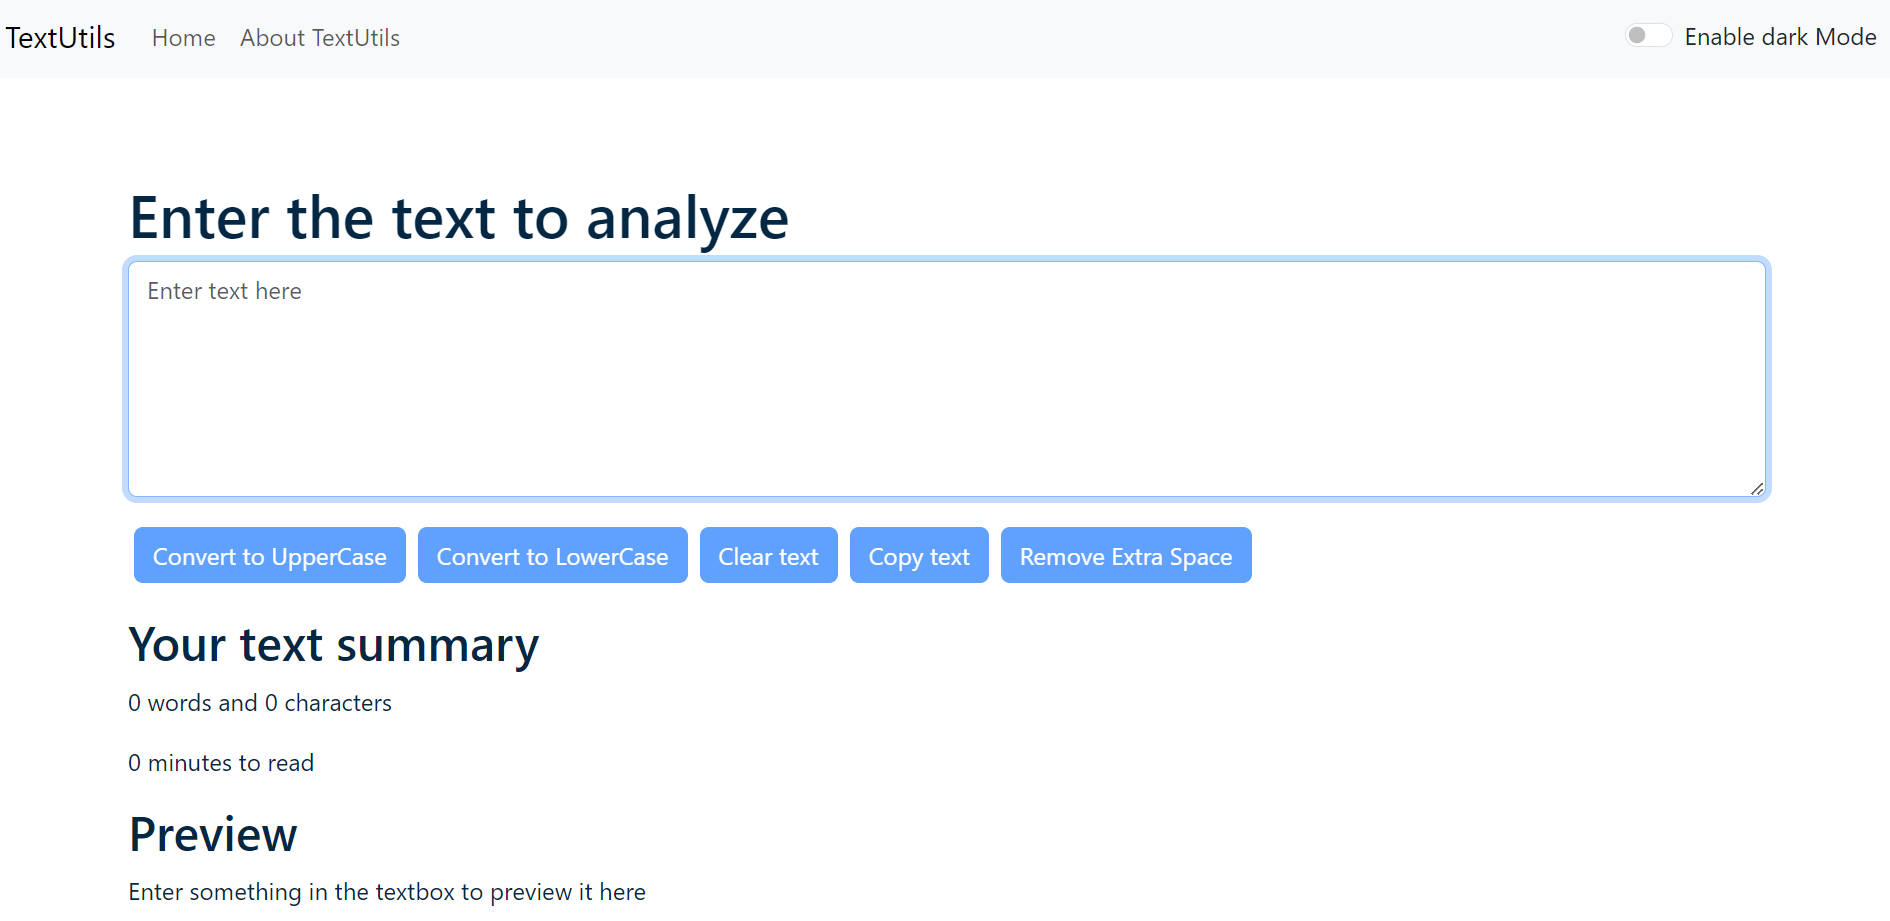 TextUtils Home About TextUtils Enable dark Mode
Enter the text to analyze
Enter text here
Convert to UpperCase Convert to LowerCase Clear text Copy text Remove Extra Space
Your text summary
0 words and 0 characters
0 minutes to read
Preview
Enter something in the textbox to preview it here